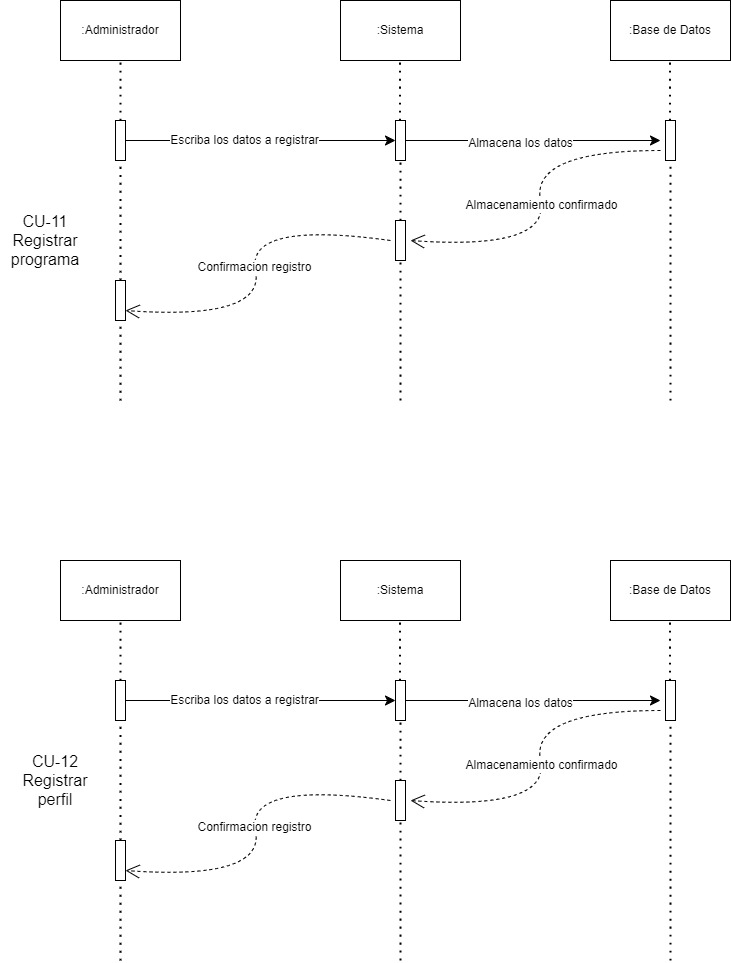 :Administrador
:Sistema
:Base de Datos
Escriba los datos a registrar
Almacena los datos
Almacenamiento confirmado
CU-11
Registrar
programa
Confirmacion registro
:Administrador
:Sistema
:Base de Datos
Escriba los datos a registrar
Almacena los datos
Almacenamiento confirmado
CU-12
Registrar
perfil
Confirmacion registro